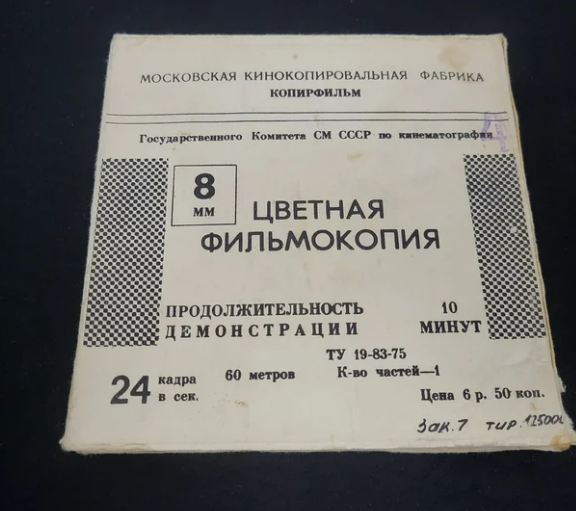 МОСКОВСКАЯ КИНОКОПИРОВАЛЬНАЯ ФАБРИКА
КОПИРФИЛЬМ
Государственного Комитета СМ СССР по кинематографии
8
мм
ЦВЕТНАЯ
ФИЛЬМОКОПИЯ
ПРОДОЛЖИТЕЛЬНОСТЬ 10
ДЕМОНСТРАЦИИ МИНУТ
ТУ 19-83-75
24 кадра 60 метров К-во частей—1
в сек.
Цена 6 р. 50 коп.
Зак. 7 тир.